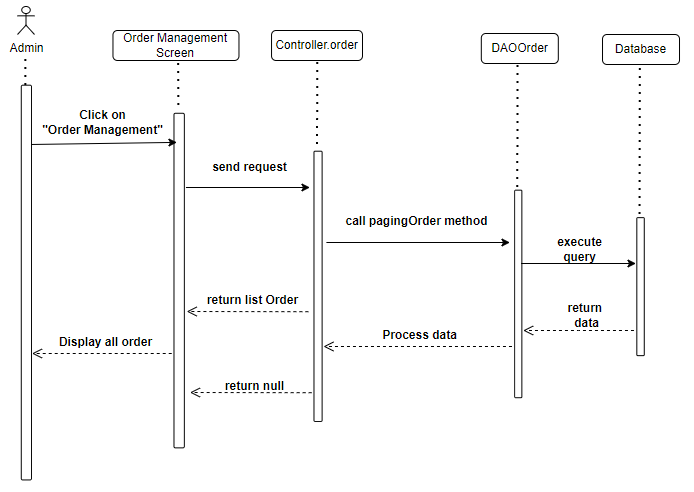 Admin
Order Management
Screen
Controller.order
DAOOrder
Database
Click on
"Order Management"
send request
call pagingOrder method
execute
query
return list Order
return
data
Display all order
Process data
return null